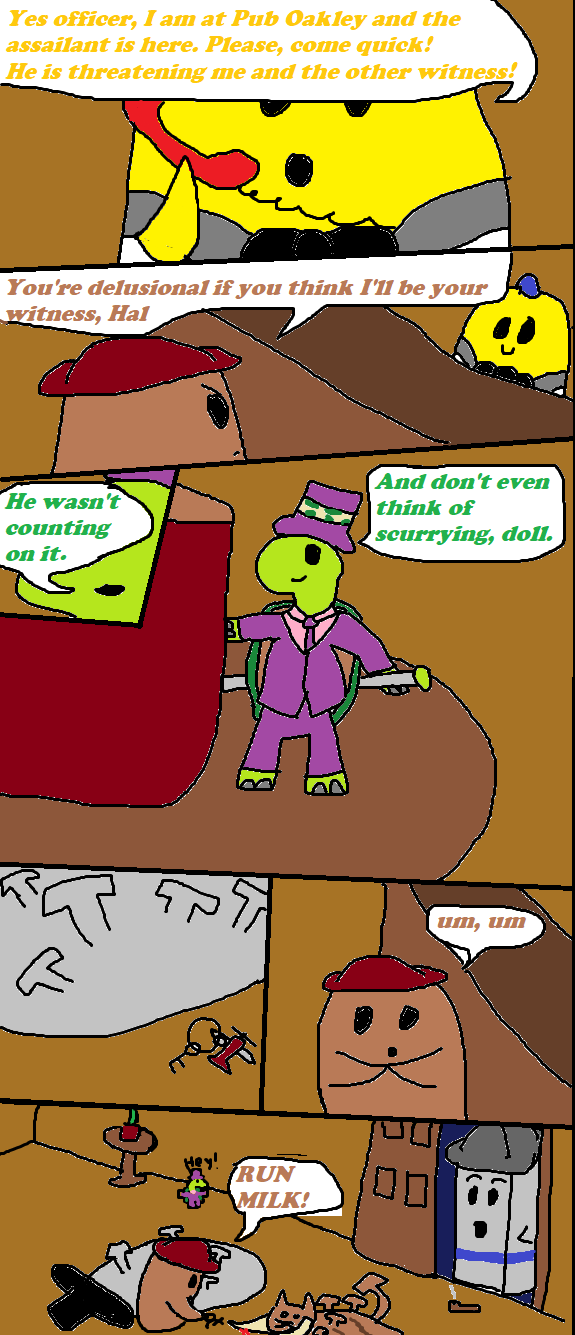 Yes officer, I am at Pub Oakley and the
assailant is here. Please, come quick!
He is threatening me and the other witness!
You're delusional if you think I'll be your
witness, Hal
He wasn't
counting
on it.
And don't even
think of
scurrying, doll.
um, um
Hey!
RUN
MILK!